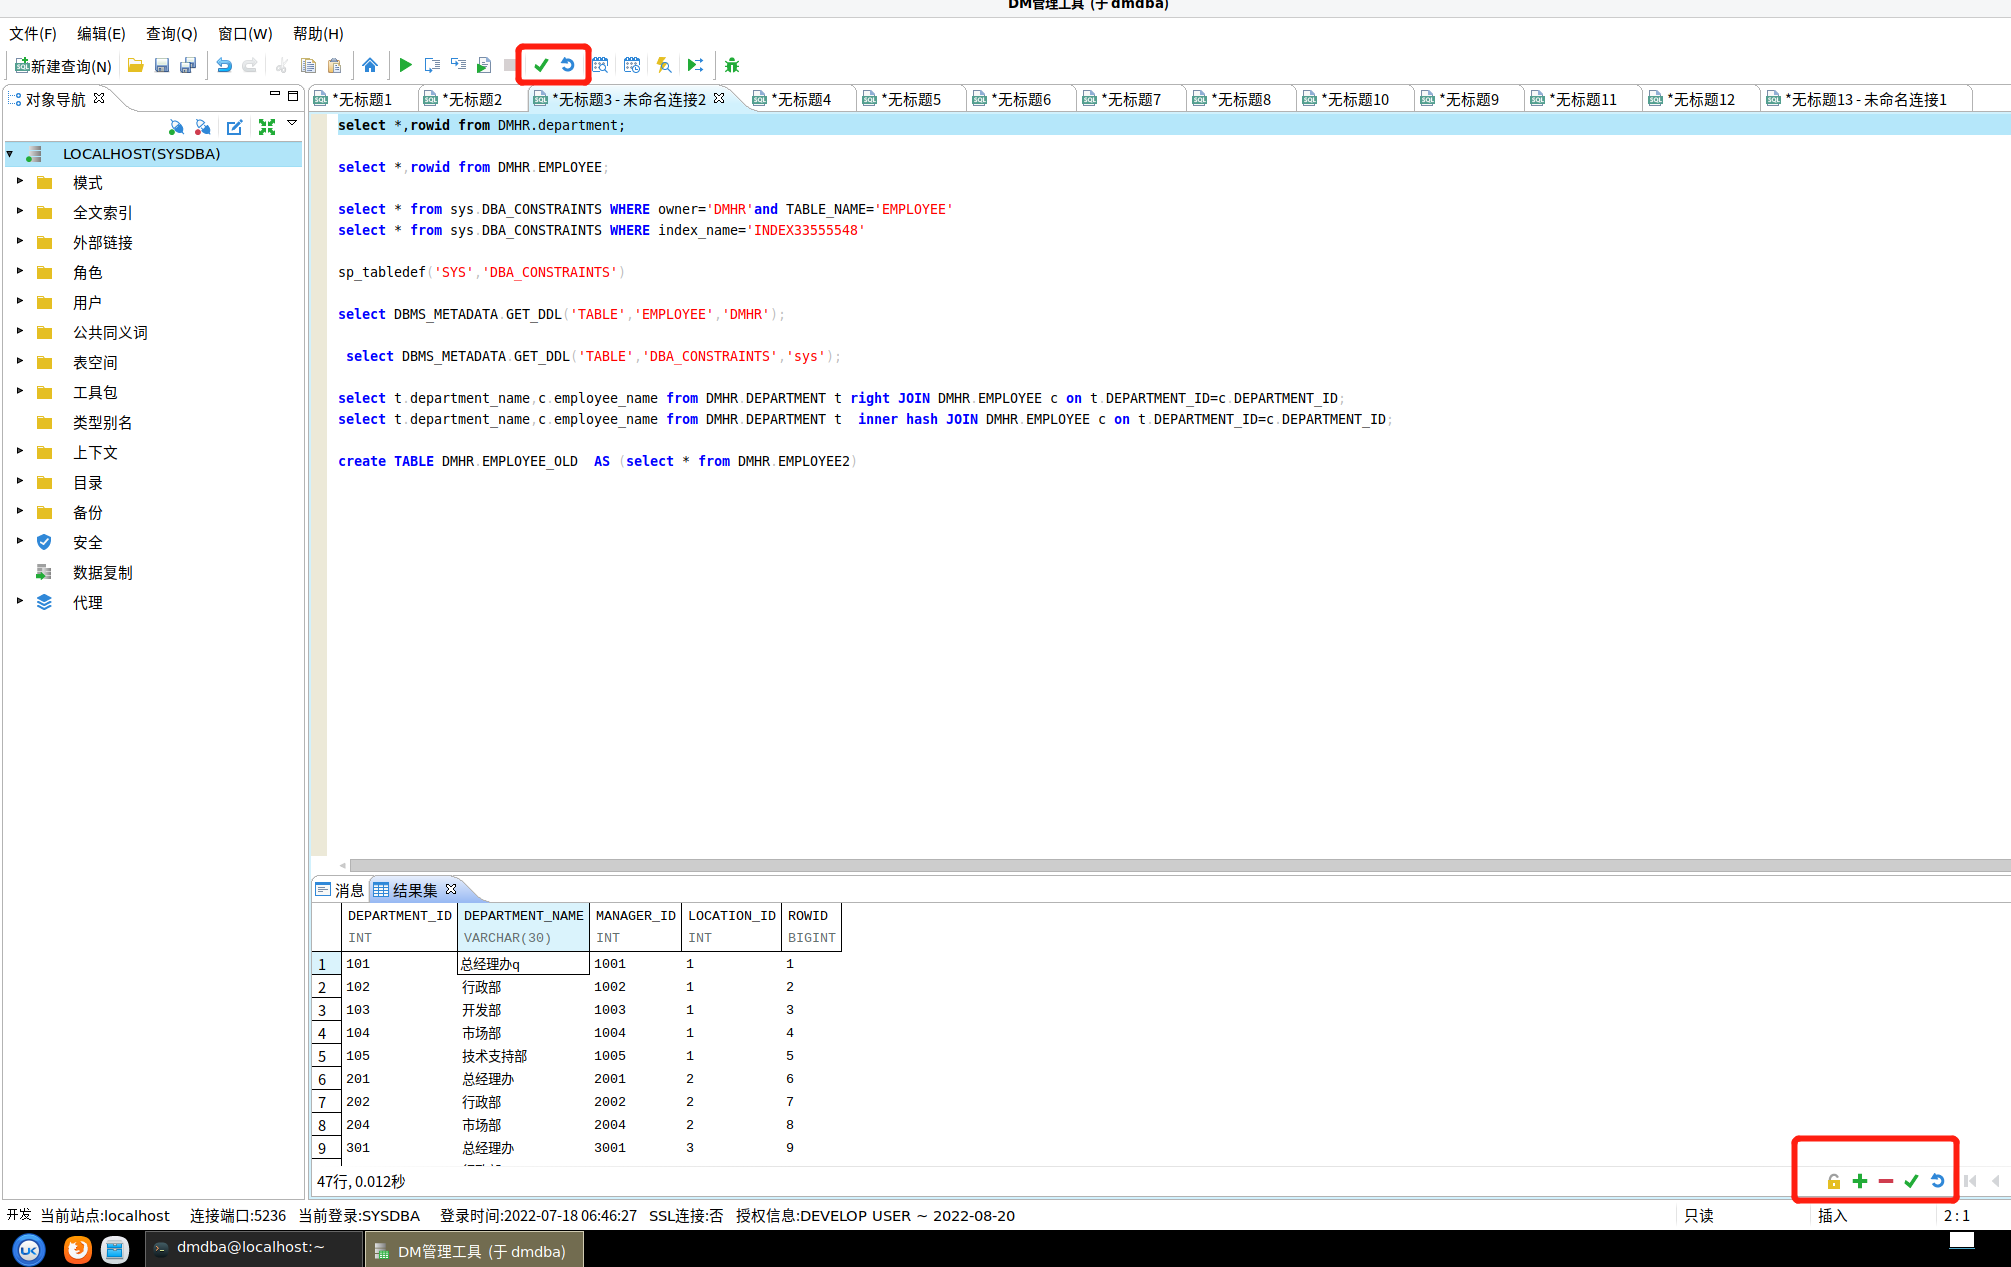 DM管理工具 (于 dmdba)
文件(F) 编辑(E) 查询(Q) 窗口(W) 帮助(H)
新建查询(N)
对象导航
*无标题1 *无标题2 *无标题3 - 未命名连接2 *无标题4 *无标题5 *无标题6 *无标题7 *无标题8 *无标题10 *无标题9 *无标题11 *无标题12 *无标题13 - 未命名连接1
LOCALHOST(SYSDBA)
模式
全文索引
外部链接
角色
用户
公共同义词
表空间
工具包
类型别名
上下文
目录
备份
安全
数据复制
代理
select *,rowid from DMHR.department;
select *,rowid from DMHR.EMPLOYEE;
select * from sys.DBA_CONSTRAINTS WHERE owner='DMHR'and TABLE_NAME='EMPLOYEE'
select * from sys.DBA_CONSTRAINTS WHERE index_name='INDEX33555548'
sp_tabledef('SYS','DBA_CONSTRAINTS')
select DBMS_METADATA.GET_DDL('TABLE','EMPLOYEE','DMHR');
select DBMS_METADATA.GET_DDL('TABLE','DBA_CONSTRAINTS','sys');
select t.department_name,c.employee_name from DMHR.DEPARTMENT t right JOIN DMHR.EMPLOYEE c on t.DEPARTMENT_ID=c.DEPARTMENT_ID;
select t.department_name,c.employee_name from DMHR.DEPARTMENT t  inner hash JOIN DMHR.EMPLOYEE c on t.DEPARTMENT_ID=c.DEPARTMENT_ID;
create TABLE DMHR.EMPLOYEE_OLD  AS (select * from DMHR.EMPLOYEE2)
消息 结果集
DEPARTMENT_ID DEPARTMENT_NAME MANAGER_ID LOCATION_ID ROWID
INT VARCHAR(30) INT INT BIGINT
1 101 总经理办q 1001 1 1
2 102 行政部 1002 1 2
3 103 开发部 1003 1 3
4 104 市场部 1004 1 4
5 105 技术支持部 1005 1 5
6 201 总经理办 2001 2 6
7 202 行政部 2002 2 7
8 204 市场部 2004 2 8
9 301 总经理办 3001 3 9
47行, 0.012秒
开发 当前站点:localhost 连接端口:5236 当前登录:SYSDBA 登录时间:2022-07-18 06:46:27 SSL连接:否 授权信息:DEVELOP USER ~ 2022-08-20 只读 插入 2 : 1
dmdba@localhost:~ DM管理工具 (于 dmdba)